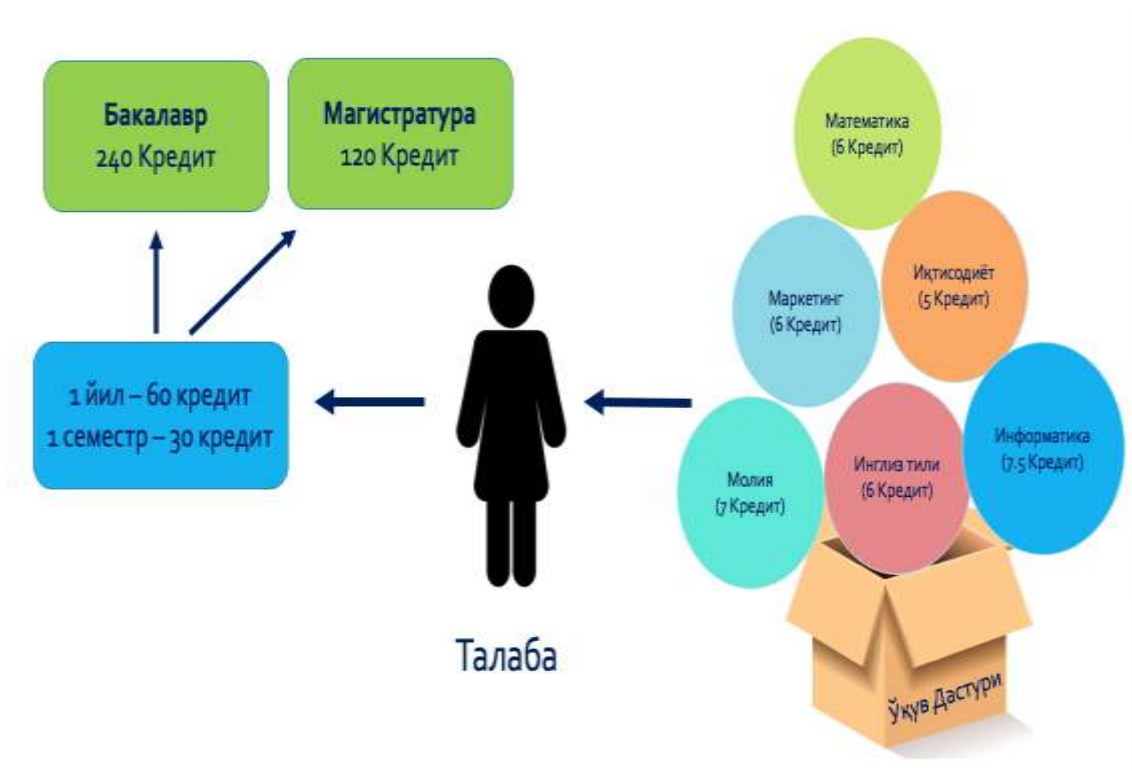 Бакалавр
240 Кредит
Магистратура
120 Кредит
1 йил – 60 кредит
1 семестр – 30 кредит
Талаба
Математика
(6 Кредит)
Иқтисодиёт
(5 Кредит)
Маркетинг
(6 Кредит)
Информатика
(7.5 Кредит)
Инглиз тили
(6 Кредит)
Молия
(7 Кредит)
Ўқув Дастури